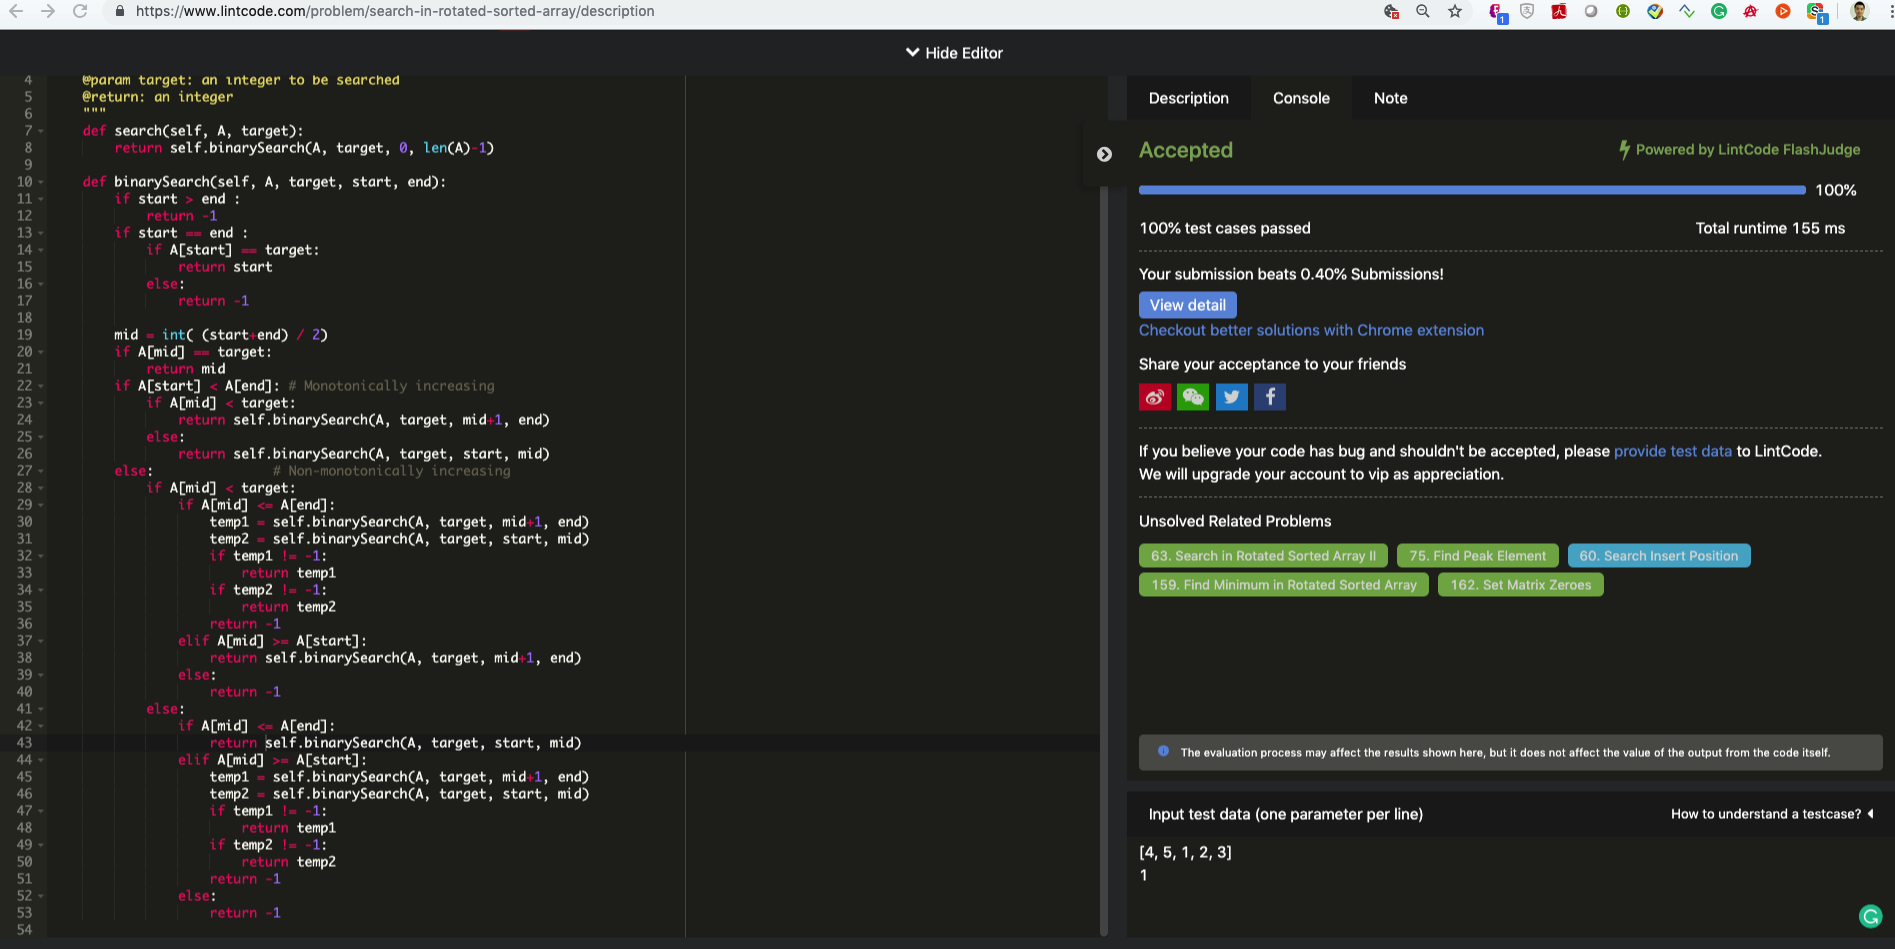 https://www.lintcode.com/problem/search-in-rotated-sorted-array/description
1
1
Hide Editor
4 @param target: an integer to be searched
5 @return: an integer
6 """
7 def search(self, A, target):
8 return self.binarySearch(A, target, 0, len(A)-1)
9
10 def binarySearch(self, A, target, start, end):
11 if start > end :
12 return -1
13 if start == end :
14 if A[start] == target:
15 return start
16 else:
17 return -1
18
19 mid = int( (start+end) / 2)
20 if A[mid] == target:
21 return mid
22 if A[start] < A[end]: # Monotonically increasing
23 if A[mid] < target:
24 return self.binarySearch(A, target, mid+1, end)
25 else:
26 return self.binarySearch(A, target, start, mid)
27 else: # Non-monotonically increasing
28 if A[mid] < target:
29 if A[mid] <= A[end]:
30 temp1 = self.binarySearch(A, target, mid+1, end)
31 temp2 = self.binarySearch(A, target, start, mid)
32 if temp1 != -1:
33 return temp1
34 if temp2 != -1:
35 return temp2
36 return -1
37 elif A[mid] >= A[start]:
38 return self.binarySearch(A, target, mid+1, end)
39 else:
40 return -1
41 else:
42 if A[mid] <= A[end]:
43 return self.binarySearch(A, target, start, mid)
44 elif A[mid] >= A[start]:
45 temp1 = self.binarySearch(A, target, mid+1, end)
46 temp2 = self.binarySearch(A, target, start, mid)
47 if temp1 != -1:
48 return temp1
49 if temp2 != -1:
50 return temp2
51 return -1
52 else:
53 return -1
54
Description Console Note
Accepted Powered by LintCode FlashJudge
100%
100% test cases passed Total runtime 155 ms
Your submission beats 0.40% Submissions!
View detail
Checkout better solutions with Chrome extension
Share your acceptance to your friends
If you believe your code has bug and shouldn't be accepted, please provide test data to LintCode.
We will upgrade your account to vip as appreciation.
Unsolved Related Problems
63. Search in Rotated Sorted Array II 75. Find Peak Element 60. Search Insert Position
159. Find Minimum in Rotated Sorted Array 162. Set Matrix Zeroes
The evaluation process may affect the results shown here, but it does not affect the value of the output from the code itself.
Input test data (one parameter per line) How to understand a testcase?
[4, 5, 1, 2, 3]
1